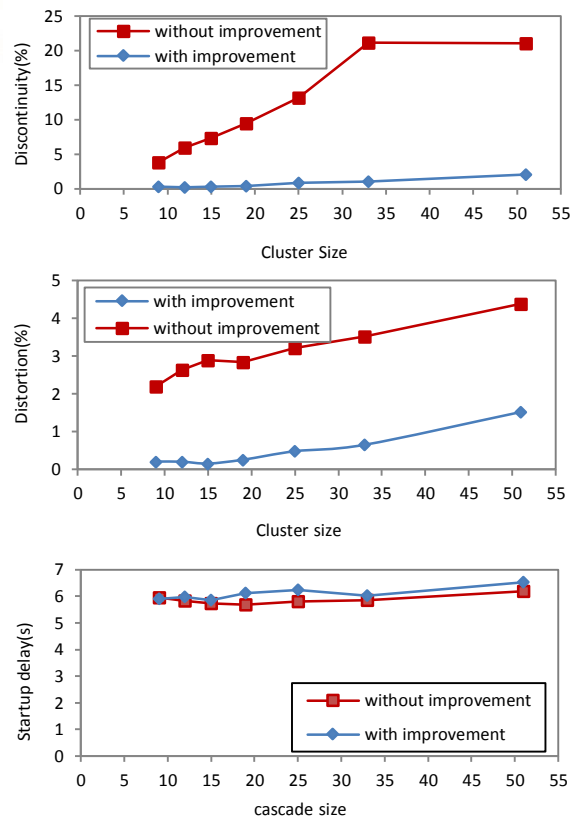 25
20
15
10
5
0
Discontinuity(%)
without improvement
with improvement
0 5 10 15 20 25 30 35 40 45 50 55
Cluster Size
5
4
3
2
1
0
Distortion(%)
with improvement
without improvement
0 5 10 15 20 25 30 35 40 45 50 55
Cluster size
7
6
5
4
3
2
1
0
Startup delay(s)
without improvement
with improvement
0 5 10 15 20 25 30 35 40 45 50 55
cascade size